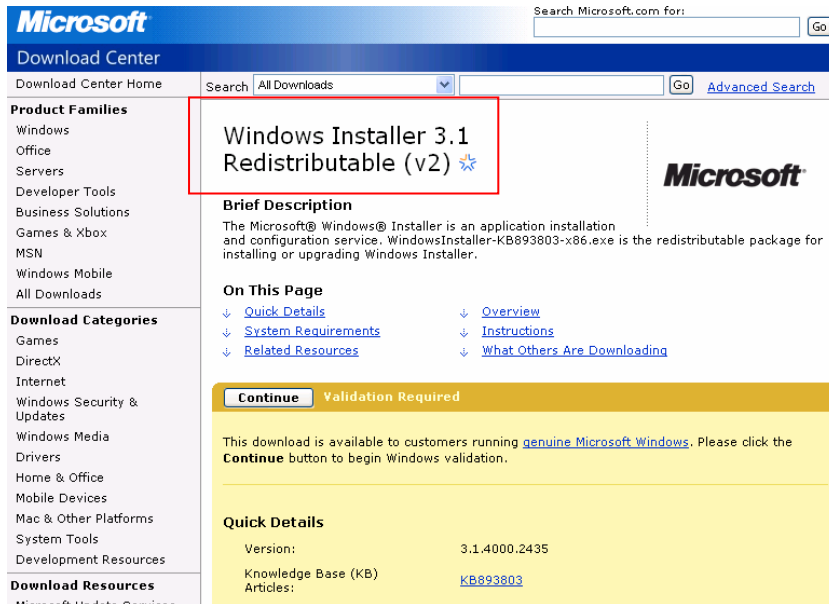 Microsoft
Search Microsoft.com for:
Go
Download Center
Download Center Home
Search All Downloads Go Advanced Search
Product Families
Windows
Office
Servers
Developer Tools
Business Solutions
Games & Xbox
MSN
Windows Mobile
All Downloads
Download Categories
Games
DirectX
Internet
Windows Security &
Updates
Windows Media
Drivers
Home & Office
Mobile Devices
Mac & Other Platforms
System Tools
Development Resources
Download Resources
Microsoft Update Services
Windows Installer 3.1
Redistributable (v2)
Microsoft
Brief Description
The Microsoft® Windows® Installer is an application installation
and configuration service. WindowsInstaller-KB893803-x86.exe is the redistributable package for
installing or upgrading Windows Installer.
On This Page
Quick Details
Overview
System Requirements
Instructions
Related Resources
What Others Are Downloading
Continue Validation Required
This download is available to customers running genuine Microsoft Windows. Please click the
Continue button to begin Windows validation.
Quick Details
Version: 3.1.4000.2435
Knowledge Base (KB)
Articles:
KB893803